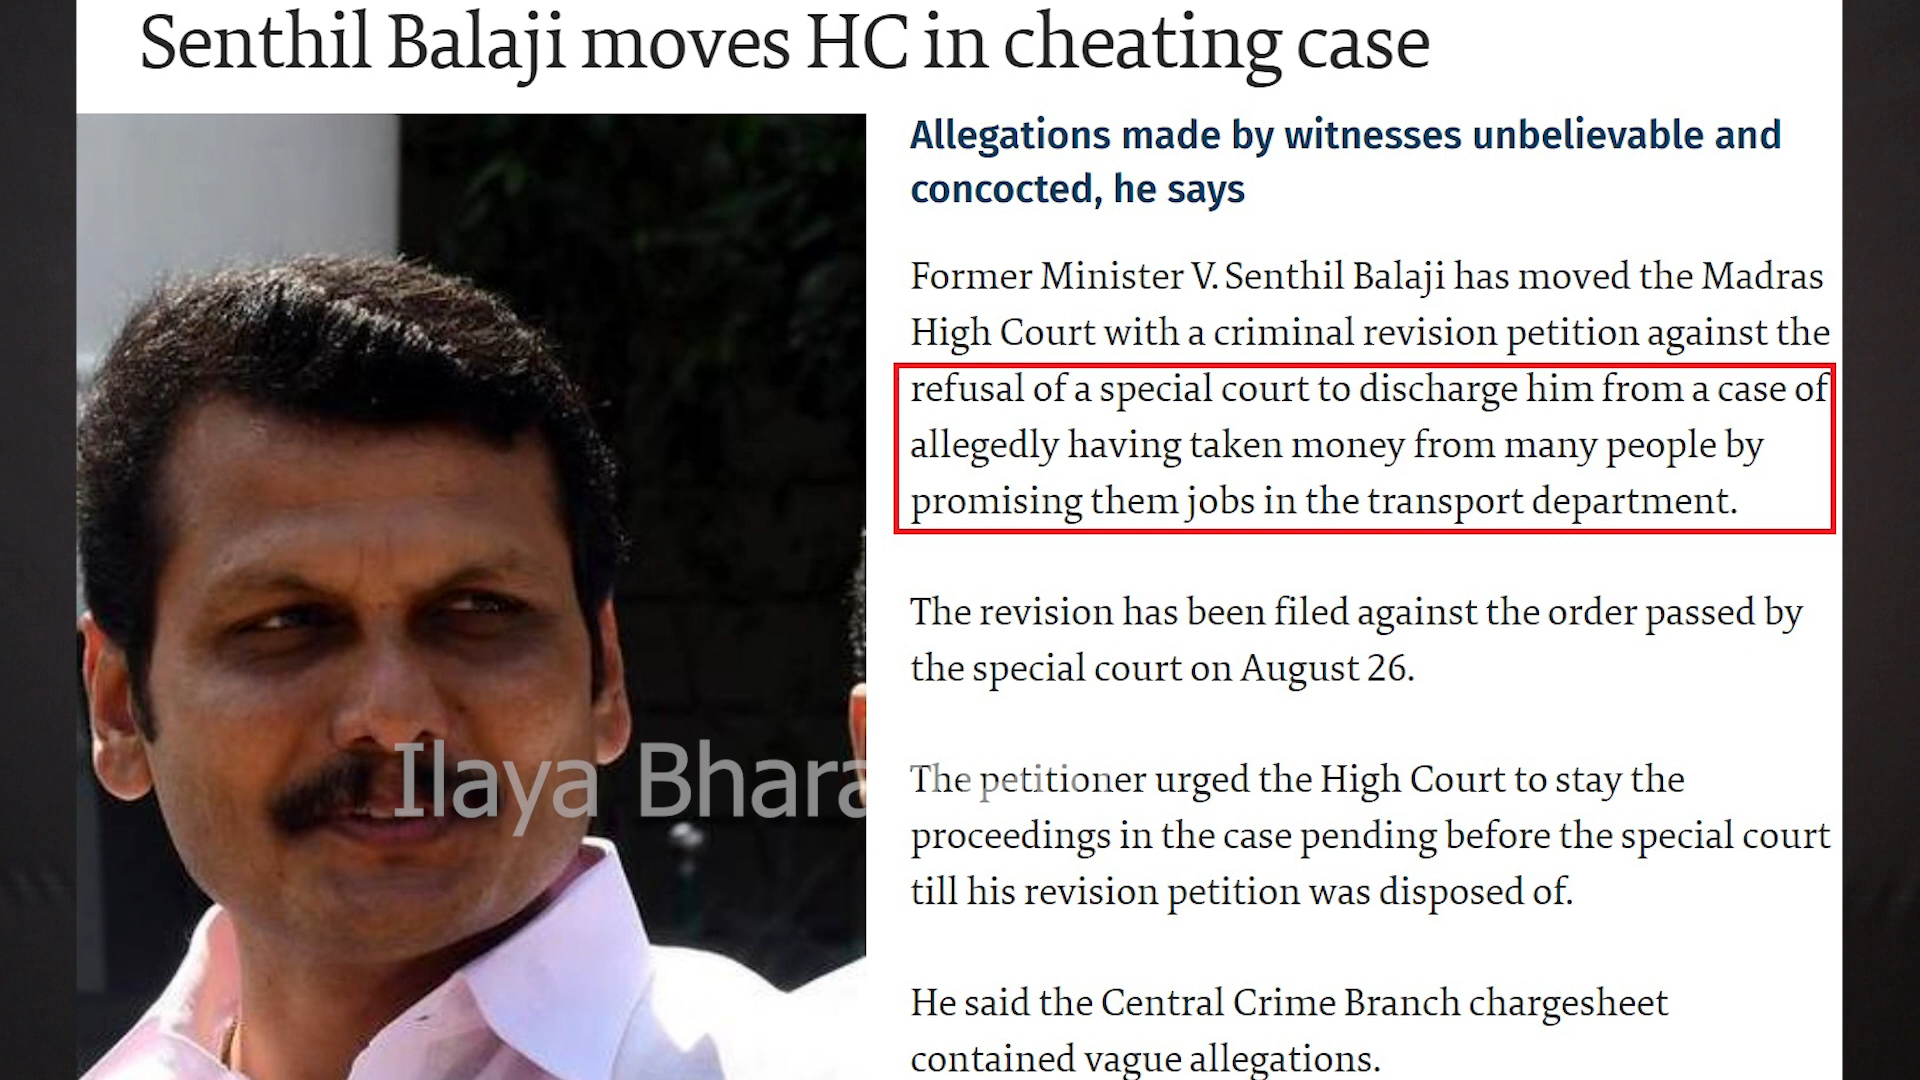 Senthil Balaji moves HC in cheating case
Allegations made by witnesses unbelievable and
concocted, he says
Former Minister V. Senthil Balaji has moved the Madras
High Court with a criminal revision petition against the
refusal of a special court to discharge him from a case of
allegedly having taken money from many people by
promising them jobs in the transport department.
The revision has been filed against the order passed by
the special court on August 26.
Ilaya Bhara
The petitioner urged the High Court to stay the
proceedings in the case pending before the special court
till his revision petition was disposed of.
He said the Central Crime Branch chargesheet
contained vague allegations.